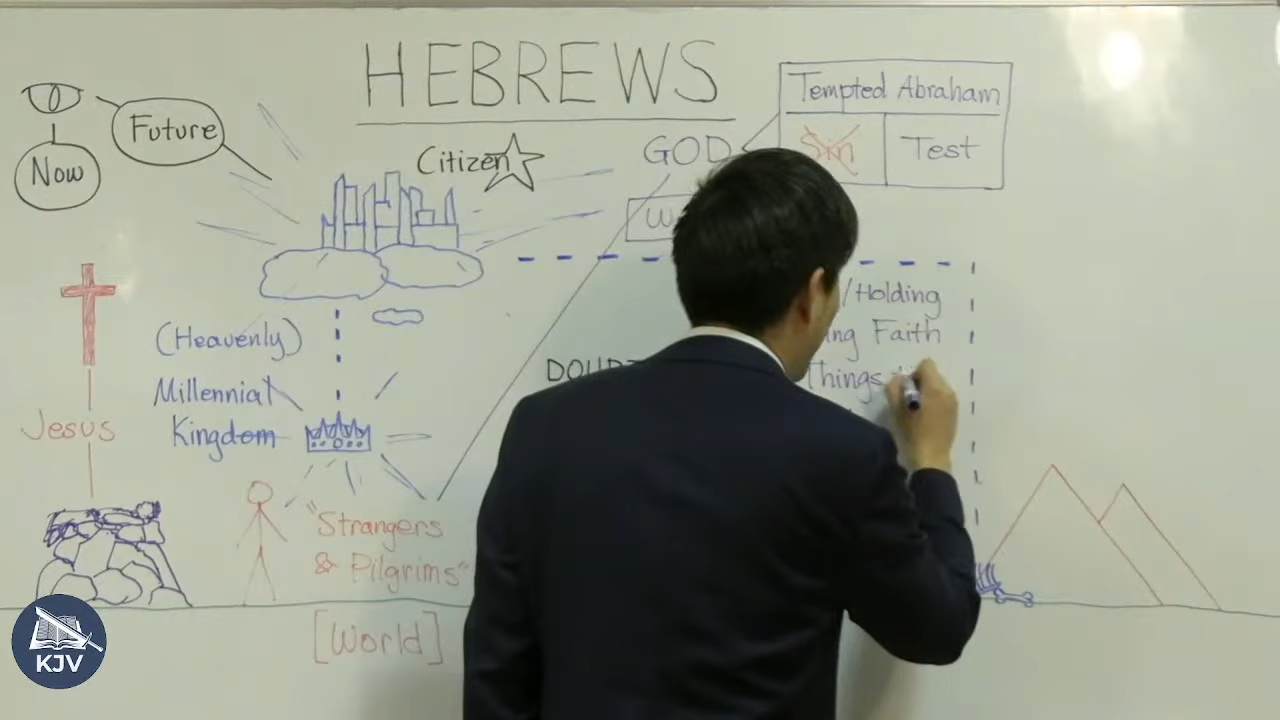 HEBREWS
Tempted Abraham
Sin
Test
GOD
Citizen
Future
Now
/Holding
Faith
Things
(Heavenly)
Millennial
Kingdom
Jesus
"Strangers
& Pilgrims"
[World]
KJV